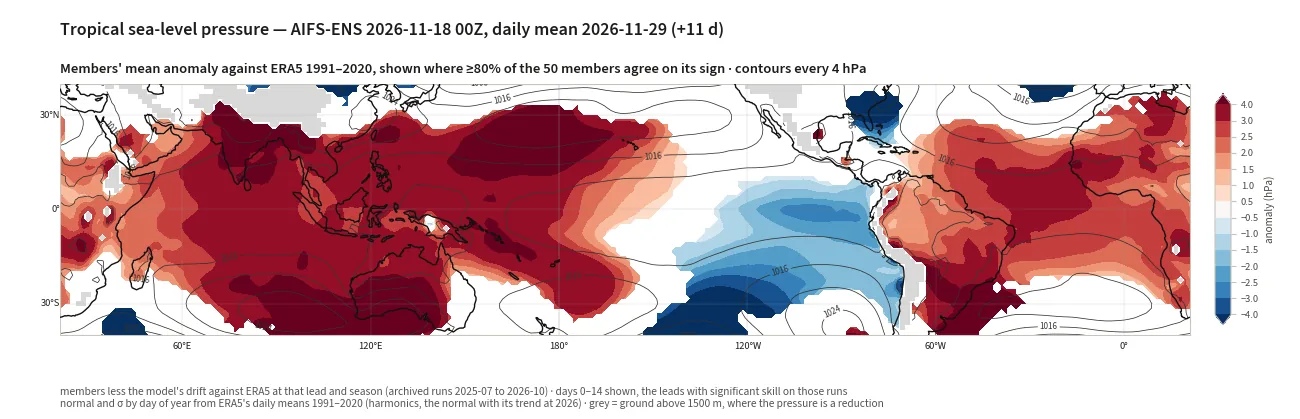 Tropical sea-level pressure — AIFS-ENS 2026-11-18 00Z, daily mean 2026-11-29 (+11 d)
Members' mean anomaly against ERA5 1991–2020, shown where ≥80% of the 50 members agree on its sign · contours every 4 hPa
1016
1016
1016
1016
1016
1016
1016
1024
1016
30°N
0°
30°S
60°E
120°E
180°
120°W
60°W
0°
4.0
3.0
2.5
2.0
1.5
1.0
0.5
−0.5
−1.0
−1.5
−2.0
−2.5
−3.0
−4.0
anomaly (hPa)
members less the model's drift against ERA5 at that lead and season (archived runs 2025-07 to 2026-10) · days 0–14 shown, the leads with significant skill on those runs
normal and σ by day of year from ERA5's daily means 1991–2020 (harmonics, the normal with its trend at 2026) · grey = ground above 1500 m, where the pressure is a reduction